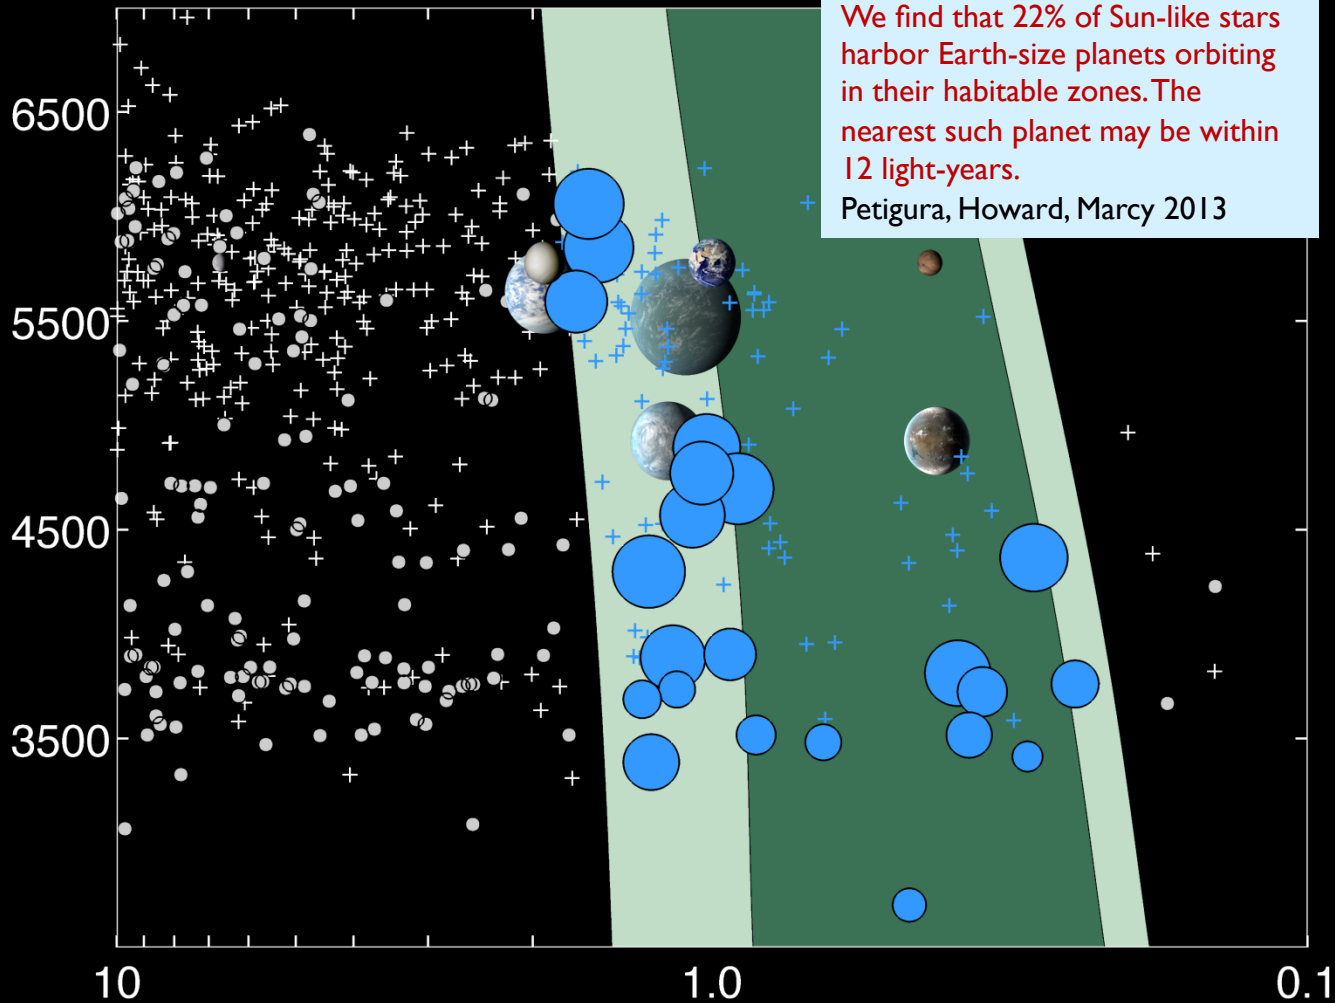 We find that 22% of Sun-like stars
harbor Earth-size planets orbiting
in their habitable zones. The
nearest such planet may be within
12 light-years.
Petigura, Howard, Marcy 2013
6500
5500
4500
3500
10 1.0 0.1